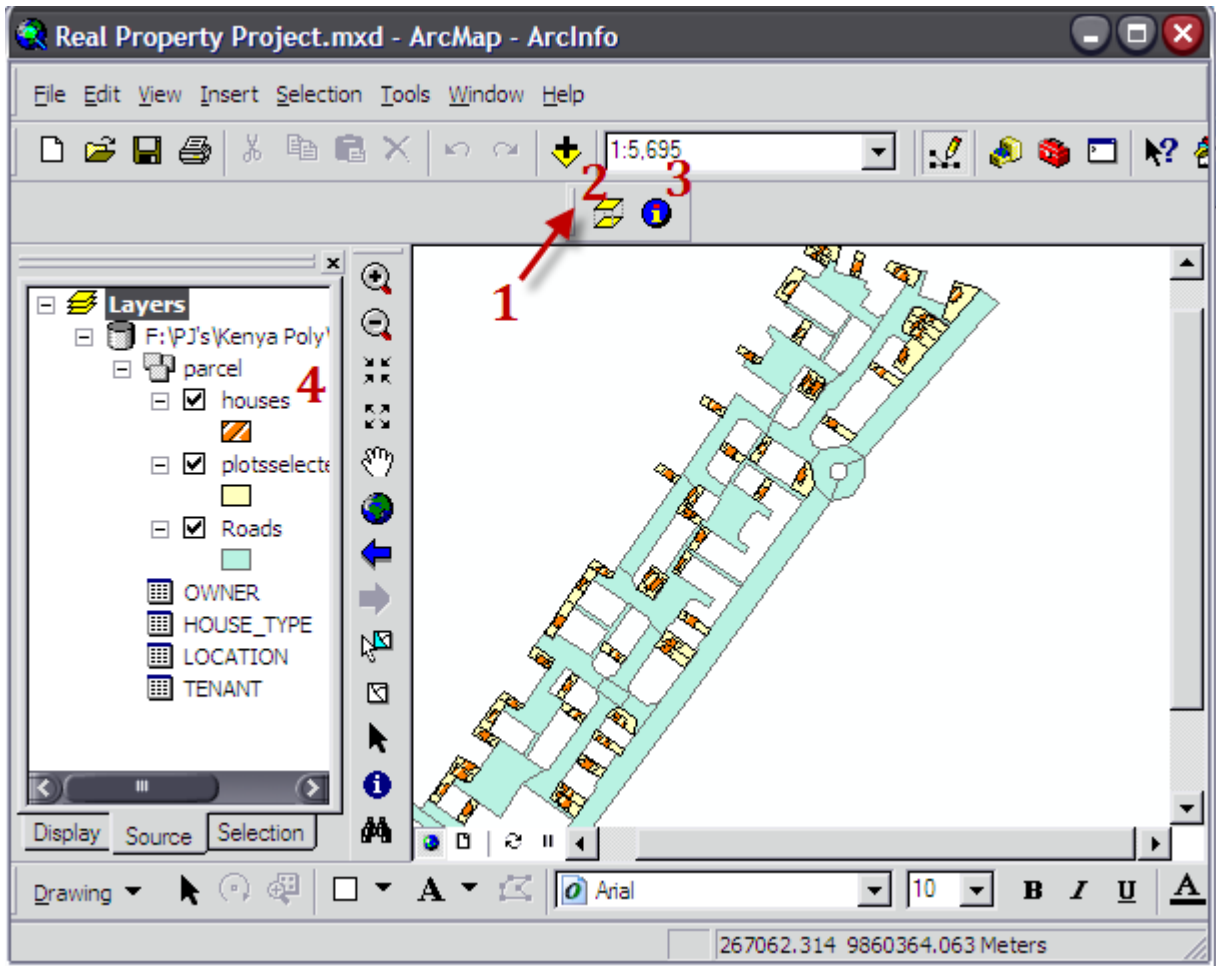 Real Property Project.mxd - ArcMap - ArcInfo
File Edit View Insert Selection Tools Window Help
1:5,695
2 3
1
Layers
F:\PJ's\Kenya Poly\
parcel
4
houses
plotsselecte
Roads
OWNER
HOUSE_TYPE
LOCATION
TENANT
Display Source Selection
Drawing A Arial 10 B I U A
267062.314 9860364.063 Meters